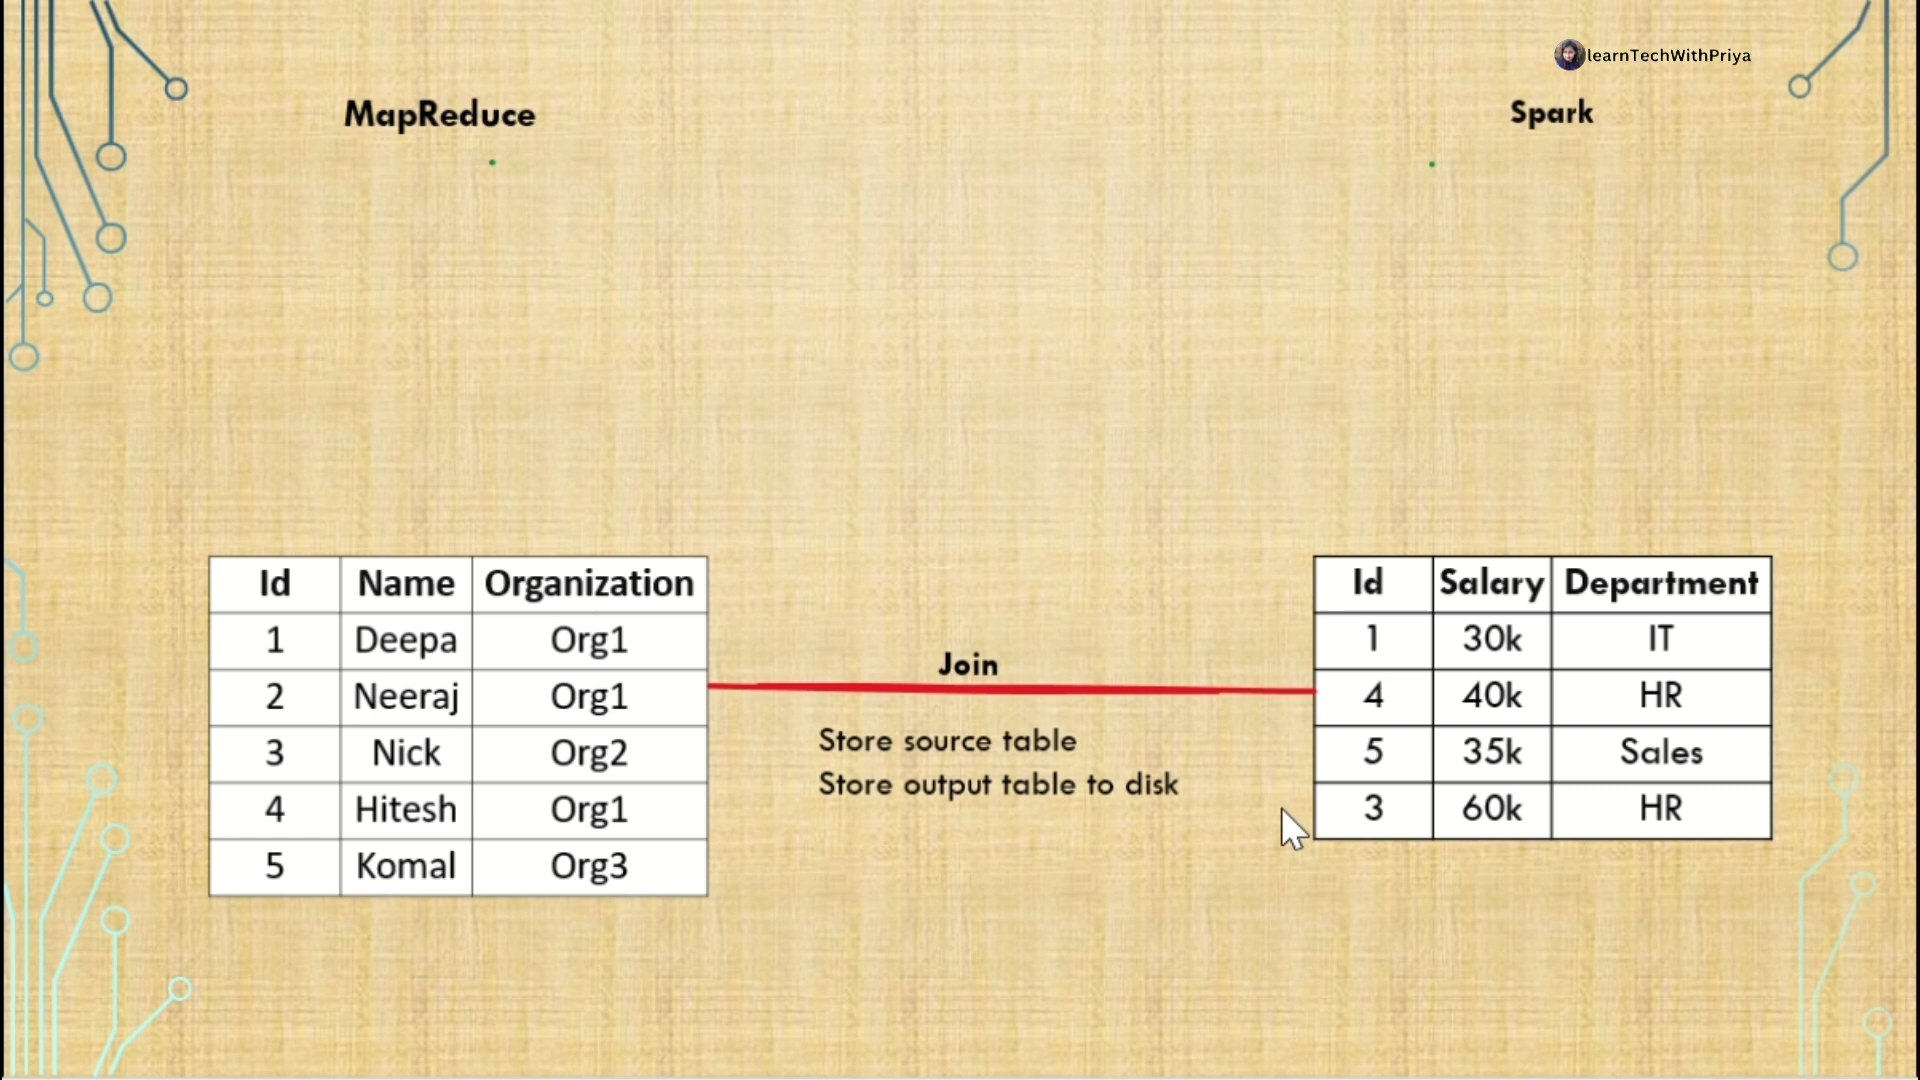 learnTechWithPriya
MapReduce
Spark
Id Name Organization
1 Deepa Org1
2 Neeraj Org1
3 Nick Org2
4 Hitesh Org1
5 Komal Org3
Join
Store source table
Store output table to disk
Id Salary Department
1 30k IT
4 40k HR
5 35k Sales
3 60k HR